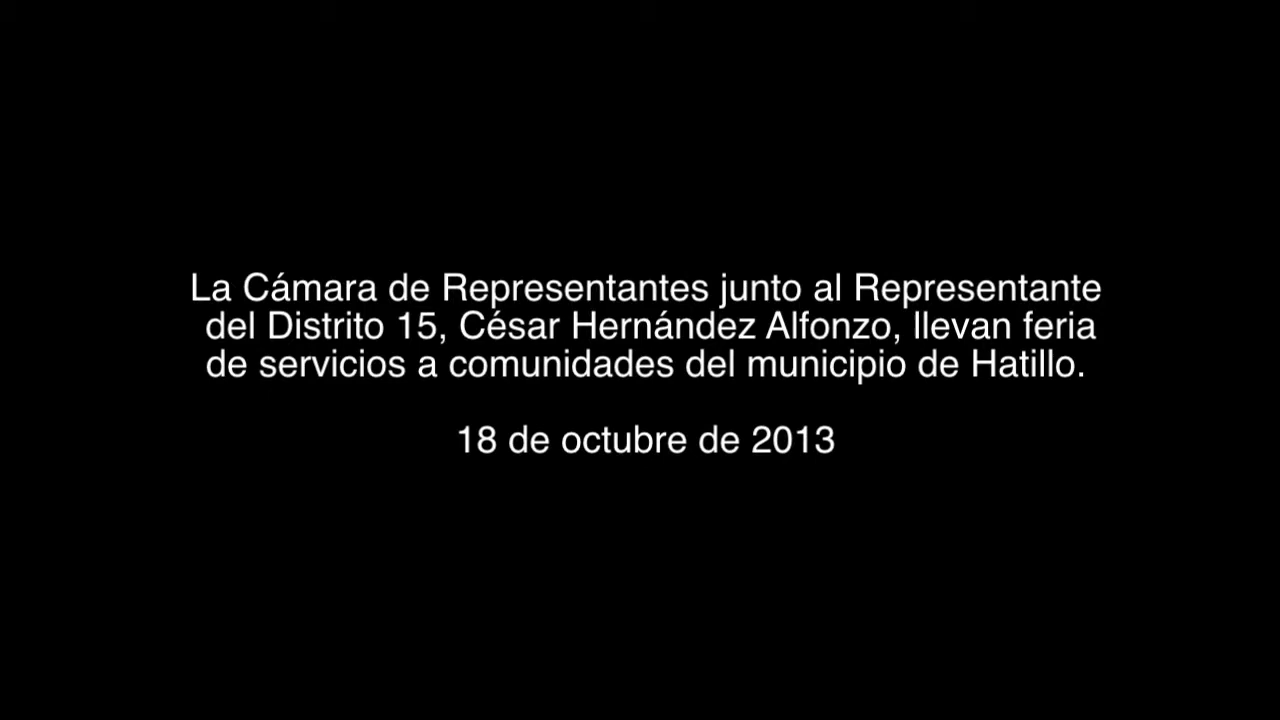 La Cámara de Representantes junto al Representante
del Distrito 15, César Hernández Alfonzo, llevan feria
de servicios a comunidades del municipio de Hatillo.
18 de octubre de 2013